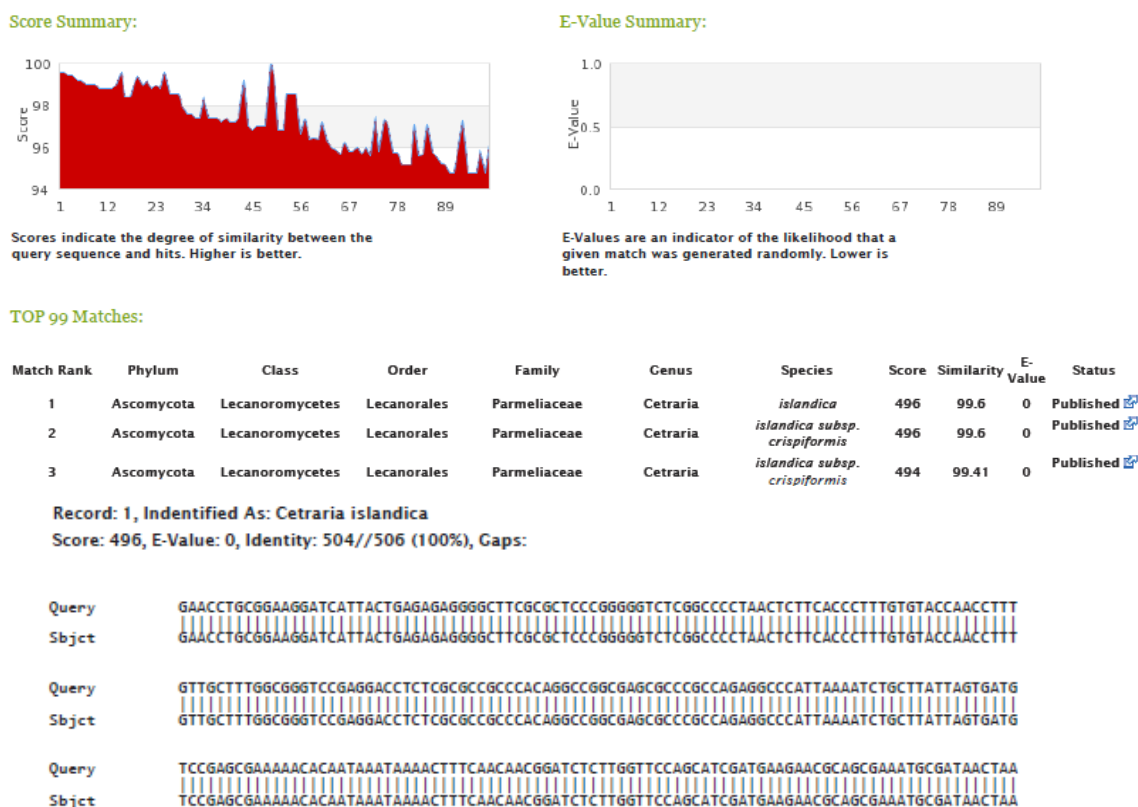 Score Summary:
E-Value Summary:
100
98
96
94
Score
1 12 23 34 45 56 67 78 89
1.0
0.5
0.0
E-Value
1 12 23 34 45 56 67 78 89
Scores indicate the degree of similarity between the
query sequence and hits. Higher is better.
E-Values are an indicator of the likelihood that a
given match was generated randomly. Lower is
better.
TOP 99 Matches:
Match Rank Phylum Class Order Family Genus Species Score Similarity E-Value Status
1 Ascomycota Lecanoromycetes Lecanorales Parmeliaceae Cetraria islandica 496 99.6 0 Published
2 Ascomycota Lecanoromycetes Lecanorales Parmeliaceae Cetraria islandica subsp. crispiformis 496 99.6 0 Published
3 Ascomycota Lecanoromycetes Lecanorales Parmeliaceae Cetraria islandica subsp. crispiformis 494 99.41 0 Published
Record: 1, Indentified As: Cetraria islandica
Score: 496, E-Value: 0, Identity: 504//506 (100%), Gaps:
Query GAACCTGCGGAAGGATCATTACTGAGAGAGGGGCTTCGCGCTCCCGGGGGTCTCGGCCCCTAACTCTTCACCCTTTGTGTACCAACCTTT
Sbjct GAACCTGCGGAAGGATCATTACTGAGAGAGGGGCTTCGCGCTCCCGGGGGTCTCGGCCCCTAACTCTTCACCCTTTGTGTACCAACCTTT
Query GTTGCTTTGGCGGGTCCGAGGACCTCTCGCGCCGCCCACAGGCCGGCGAGCGCCCGCCAGAGGCCCATTAAAATCTGCTTATTAGTGATG
Sbjct GTTGCTTTGGCGGGTCCGAGGACCTCTCGCGCCGCCCACAGGCCGGCGAGCGCCCGCCAGAGGCCCATTAAAATCTGCTTATTAGTGATG
Query TCCGAGCGAAAAACACAATAAATAAAACTTTCAACAACGGATCTCTTGGTTCCAGCATCGATGAAGAACGCAGCGAAATGCGATAACTAA
Sbjct TCCGAGCGAAAAACACAATAAATAAAACTTTCAACAACGGATCTCTTGGTTCCAGCATCGATGAAGAACGCAGCGAAATGCGATAACTAA